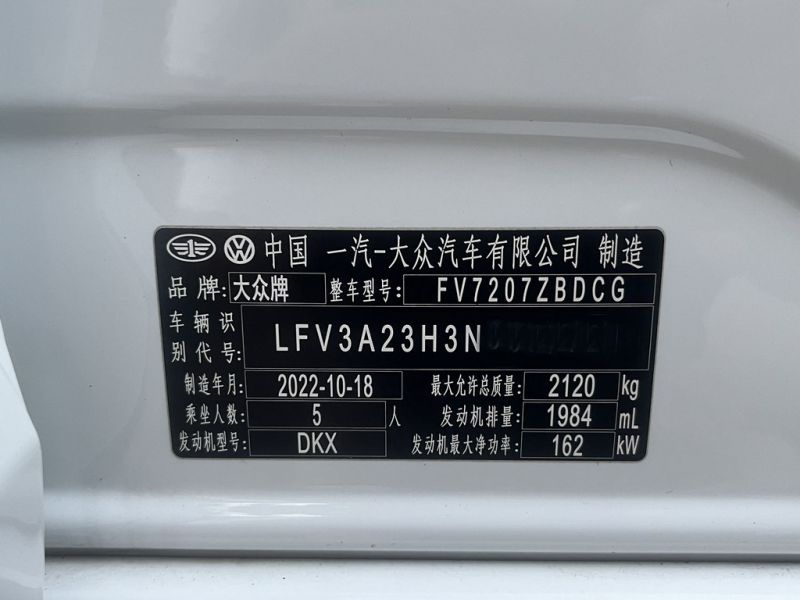 中国 一汽-大众汽车有限公司 制造
品牌: 大众牌 整车型号: FV7207ZBDCG
车辆识别代号: LFV3A23H3N
制造年月: 2022-10-18 最大允许总质量: 2120 kg
乘坐人数: 5 人 发动机排量: 1984 mL
发动机型号: DKX 发动机最大净功率: 162 kW